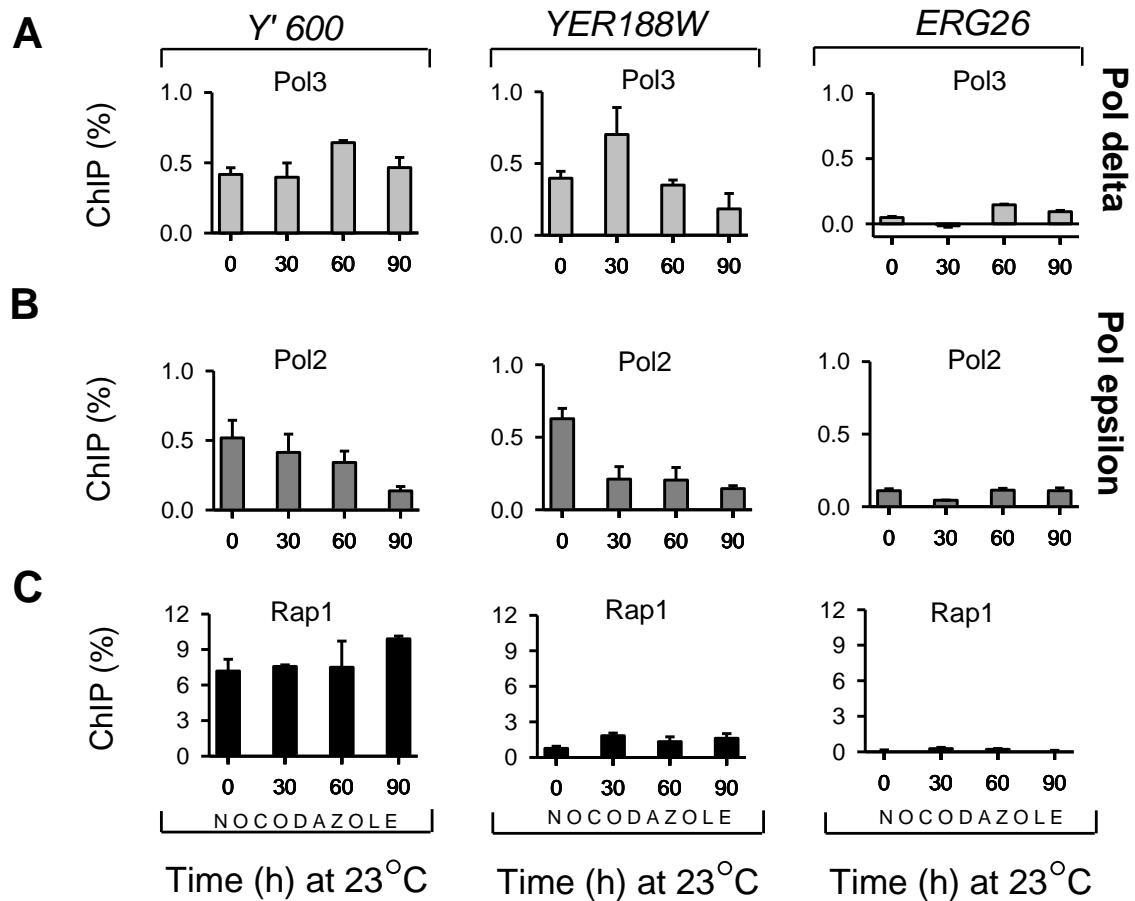 A
Y' 600 YER188W ERG26
Pol3 Pol3 Pol3
Pol delta
ChIP (%)
1.0 1.0 1.0
0.5 0.5 0.5
0.0 0.0 0.0
0 30 60 90 0 30 60 90 0 30 60 90
B
Pol2 Pol2 Pol2
Pol epsilon
ChIP (%)
1.0 1.0 1.0
0.5 0.5 0.5
0.0 0.0 0.0
0 30 60 90 0 30 60 90 0 30 60 90
C
Rap1 Rap1 Rap1
ChIP (%)
12 12 12
9 9 9
6 6 6
3 3 3
0 0 0
0 30 60 90 0 30 60 90 0 30 60 90
NOCODAZOLE NOCODAZOLE NOCODAZOLE
Time (h) at 23°C Time (h) at 23°C Time (h) at 23°C